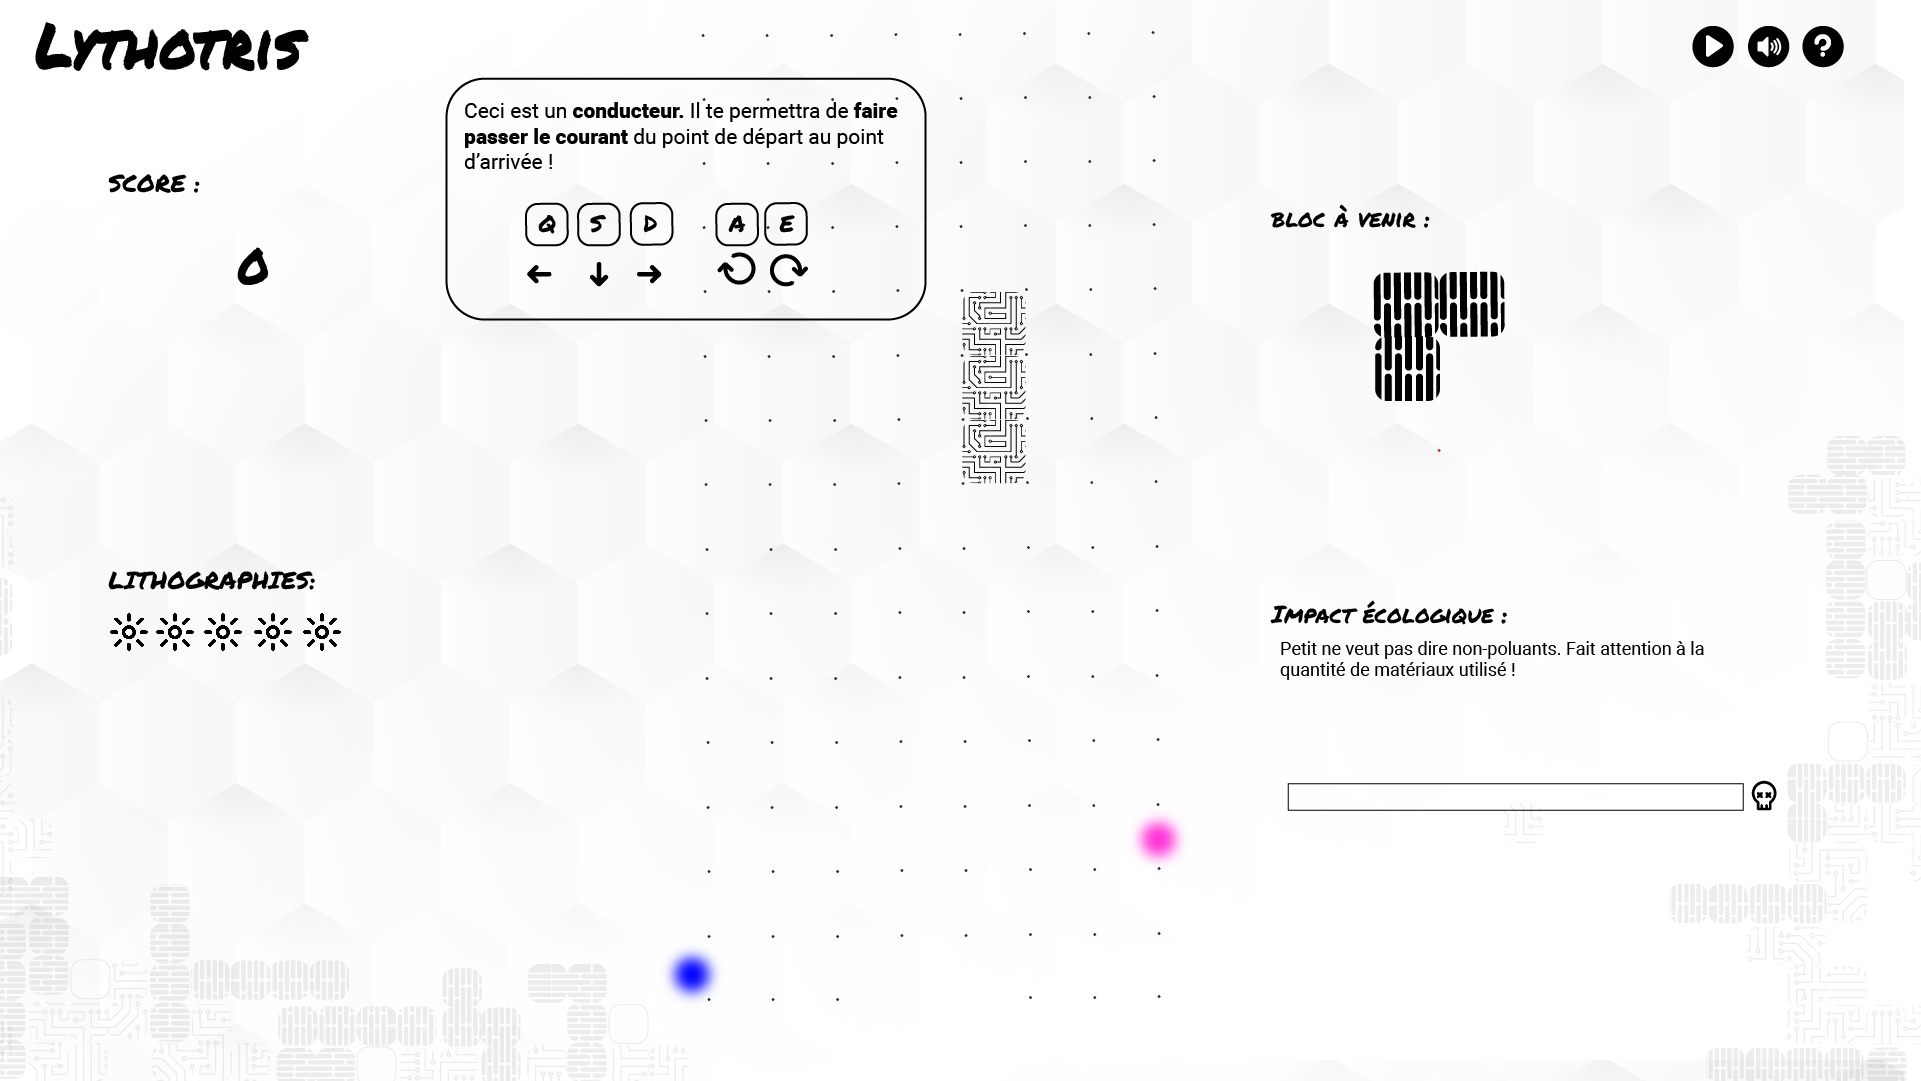 LYTHOTRIS
Ceci est un conducteur. Il te permettra de faire
passer le courant du point de départ au point
d’arrivée !
Q S D A E
SCORE :
0
BLOC À VENIR :
LITHOGRAPHIES:
IMPACT ÉCOLOGIQUE :
Petit ne veut pas dire non-poluants. Fait attention à la
quantité de matériaux utilisé !